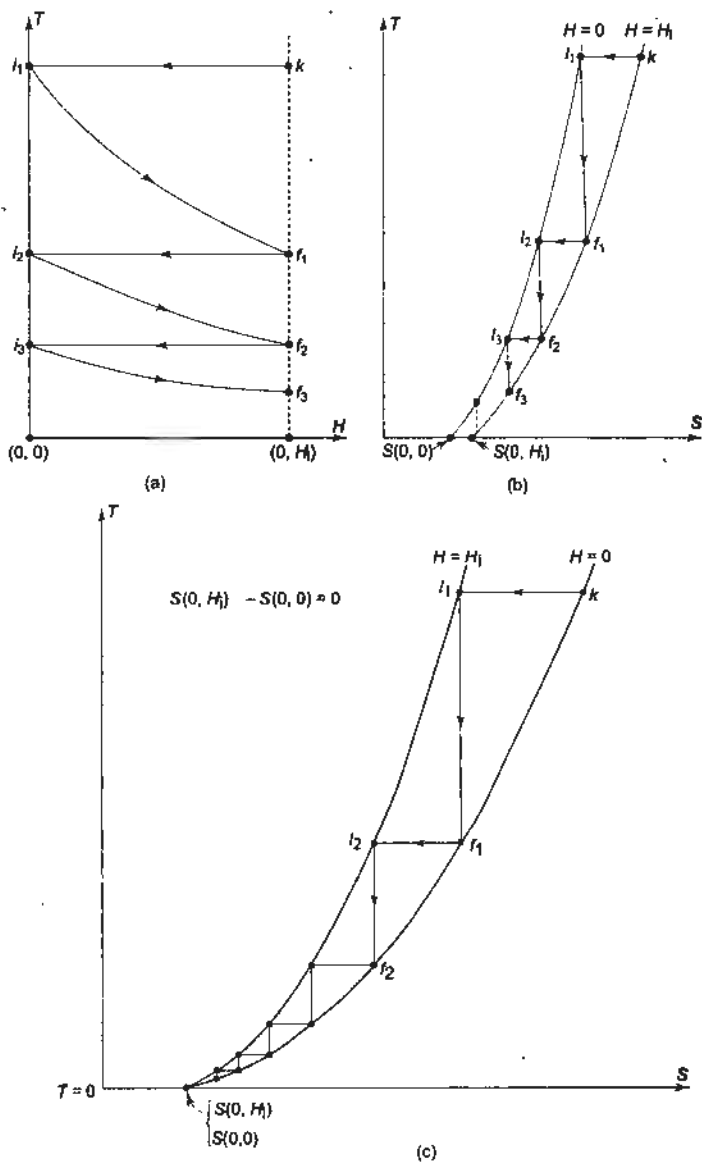 T
i₁
k
i₂
f₁
i₃
f₂
f₃
H
(0, 0)
(0, Hᵢ)
(a)
S
H = 0
H = Hᵢ
i₁
k
i₂
f₁
i₃
f₂
f₃
S
S(0, 0)
S(0, Hᵢ)
(b)
T
H = Hᵢ
H = 0
S(0, Hᵢ) – S(0, 0) = 0
i₁
k
i₂
f₁
f₂
T = 0
S
S(0, Hᵢ)
S(0,0)
(c)